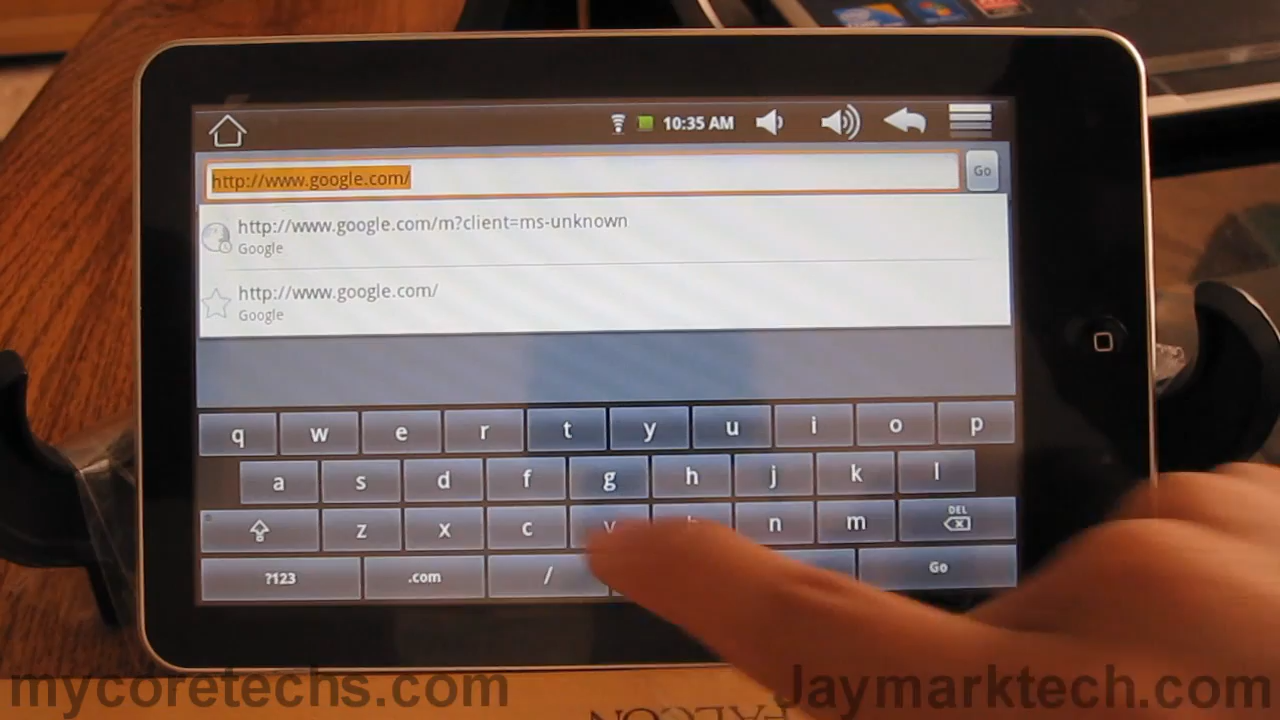 10:35 AM
http://www.google.com/
Go
http://www.google.com/m?client=ms-unknown
Google
http://www.google.com/
Google
q w e r t y u i o p
a s d f g h j k l
z x c v n m DEL
?123 .com / Go
mycoretechs.com
Jaymarktech.com
FALCON